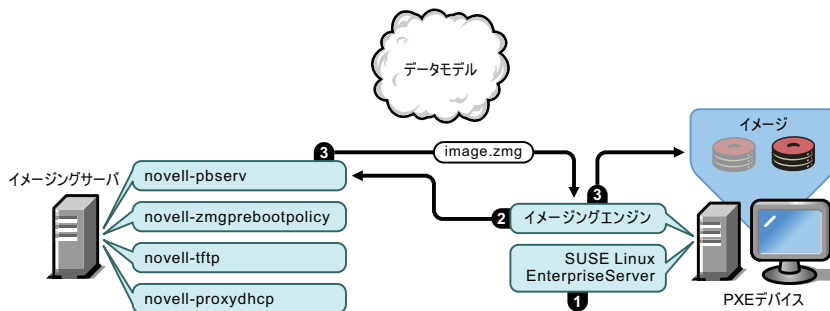 データモデル
イメージ
3
image.zmg
3
イメージングサーバ
novell-pbserv
novell-zmgprebootpolicy
novell-tftp
novell-proxydhcp
2
イメージングエンジン
SUSE Linux
EnterpriseServer
1
PXEデバイス